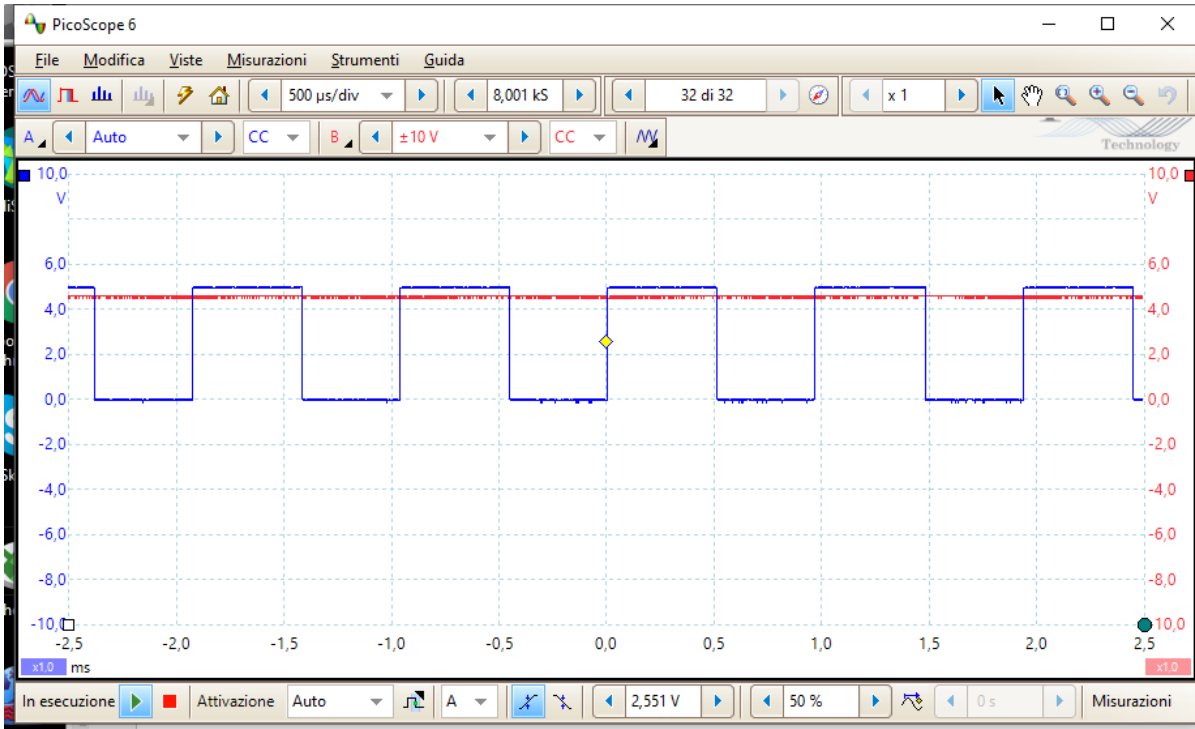 PicoScope 6
File Modifica Viste Misurazioni Strumenti Guida
500 µs/div 8,001 kS 32 di 32 x 1
A Auto CC B ±10 V CC
Technology
10,0 10,0
V V
6,0 6,0
4,0 4,0
2,0 2,0
0,0 0,0
-2,0 -2,0
-4,0 -4,0
-6,0 -6,0
-8,0 -8,0
-10,0 10,0
-2,5 -2,0 -1,5 -1,0 -0,5 0,0 0,5 1,0 1,5 2,0 2,5
x1,0 ms x1,0
In esecuzione Attivazione Auto A 2,551 V 50 % 0 s Misurazioni